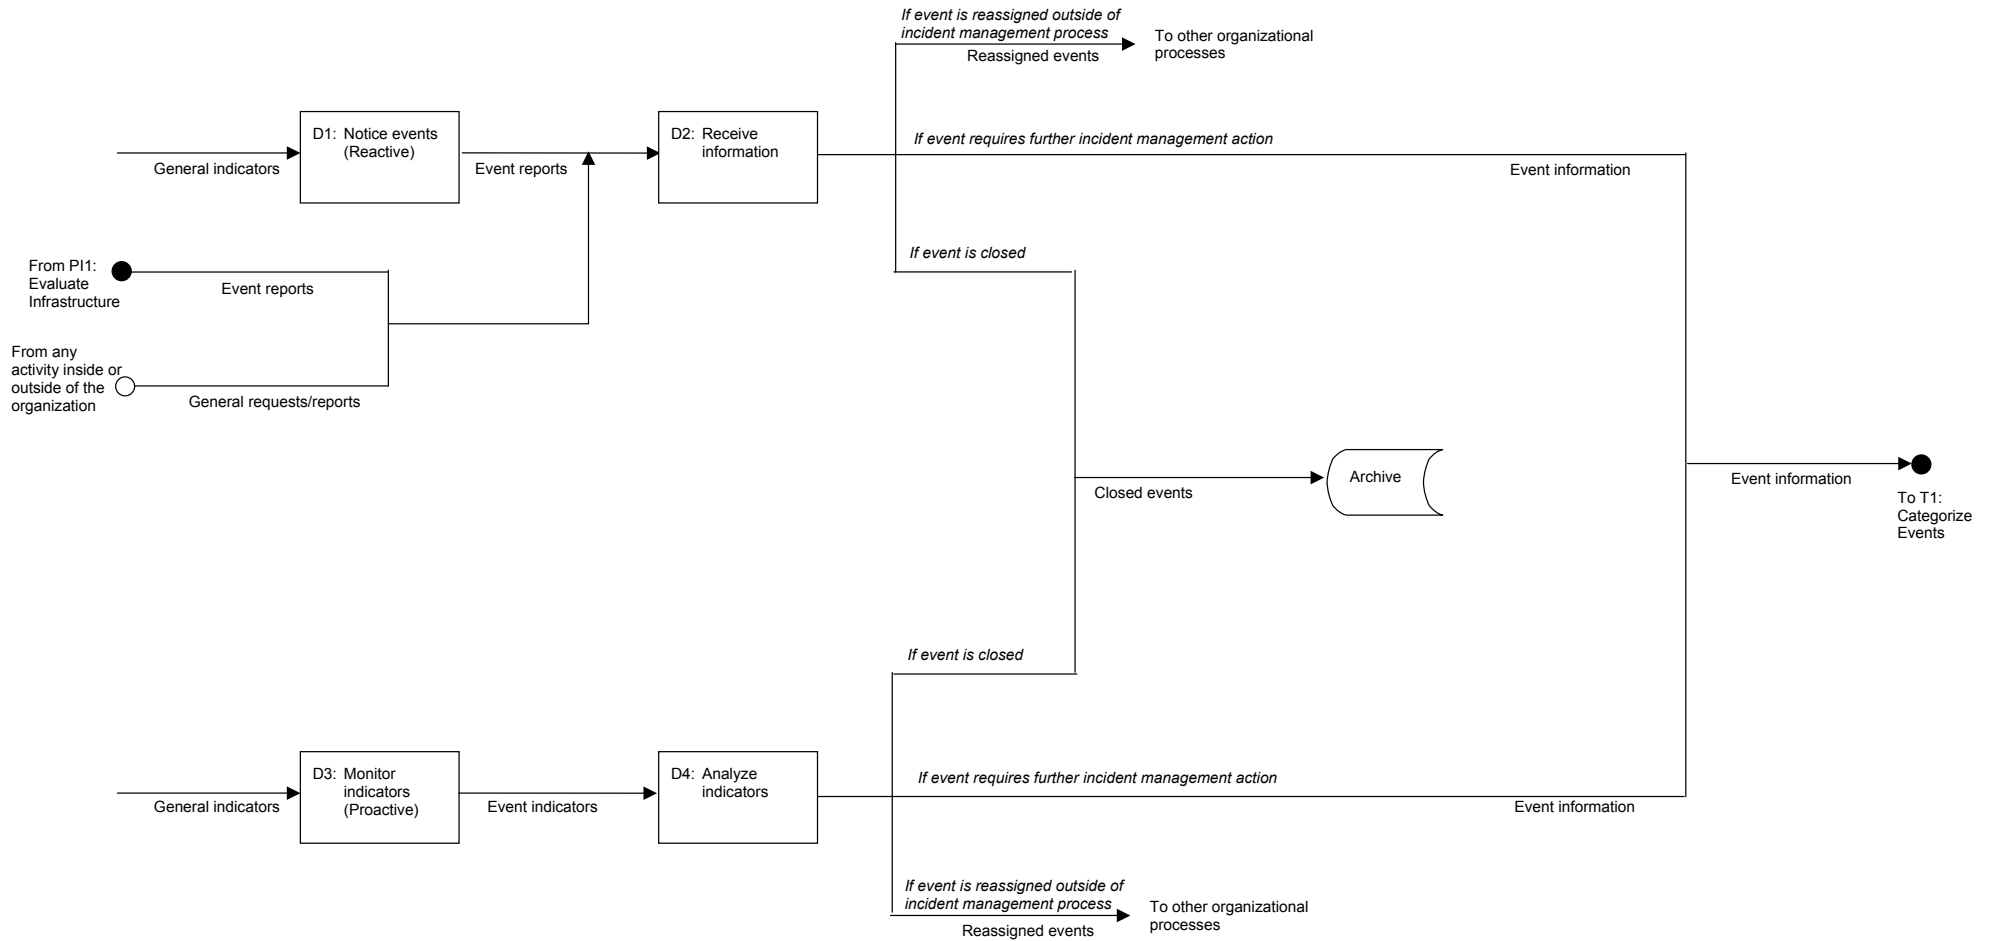 If event is reassigned outside of
incident management process
Reassigned events
To other organizational
processes
D1: Notice events
(Reactive)
D2: Receive
information
If event requires further incident management action
General indicators
Event reports
Event information
If event is closed
From PI1:
Evaluate
Infrastructure
Event reports
From any
activity inside or
outside of the
organization
General requests/reports
Archive
Closed events
Event information
To T1:
Categorize
Events
If event is closed
D3: Monitor
indicators
(Proactive)
D4: Analyze
indicators
If event requires further incident management action
General indicators
Event indicators
Event information
If event is reassigned outside of
incident management process
Reassigned events
To other organizational
processes